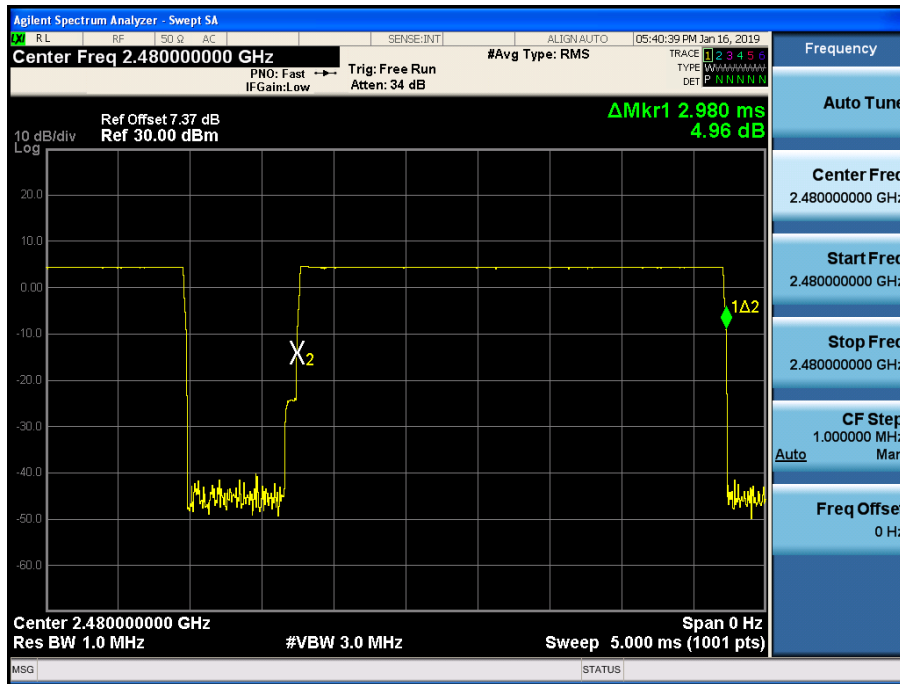 Agilent Spectrum Analyzer - Swept SA
LXI RL RF 50 Ω AC SENSE:INT ALIGN AUTO 05:40:39 PM Jan 16, 2019
Center Freq 2.480000000 GHz
#Avg Type: RMS
TRACE 1 2 3 4 5 6
PNO: Fast
Trig: Free Run
TYPE WWWWWW
IFGain:Low
Atten: 34 dB
DET P N N N N N
Ref Offset 7.37 dB
ΔMkr1 2.980 ms
10 dB/div
Ref 30.00 dBm
4.96 dB
Log
20.0
10.0
0.00
-10.0
-20.0
-30.0
-40.0
-50.0
-60.0
1Δ2
X2
Center 2.480000000 GHz
Span 0 Hz
Res BW 1.0 MHz
#VBW 3.0 MHz
Sweep 5.000 ms (1001 pts)
MSG
STATUS
Frequency
Auto Tune
Center Freq
2.480000000 GHz
Start Freq
2.480000000 GHz
Stop Freq
2.480000000 GHz
CF Step
1.000000 MHz
Auto Man
Freq Offset
0 Hz